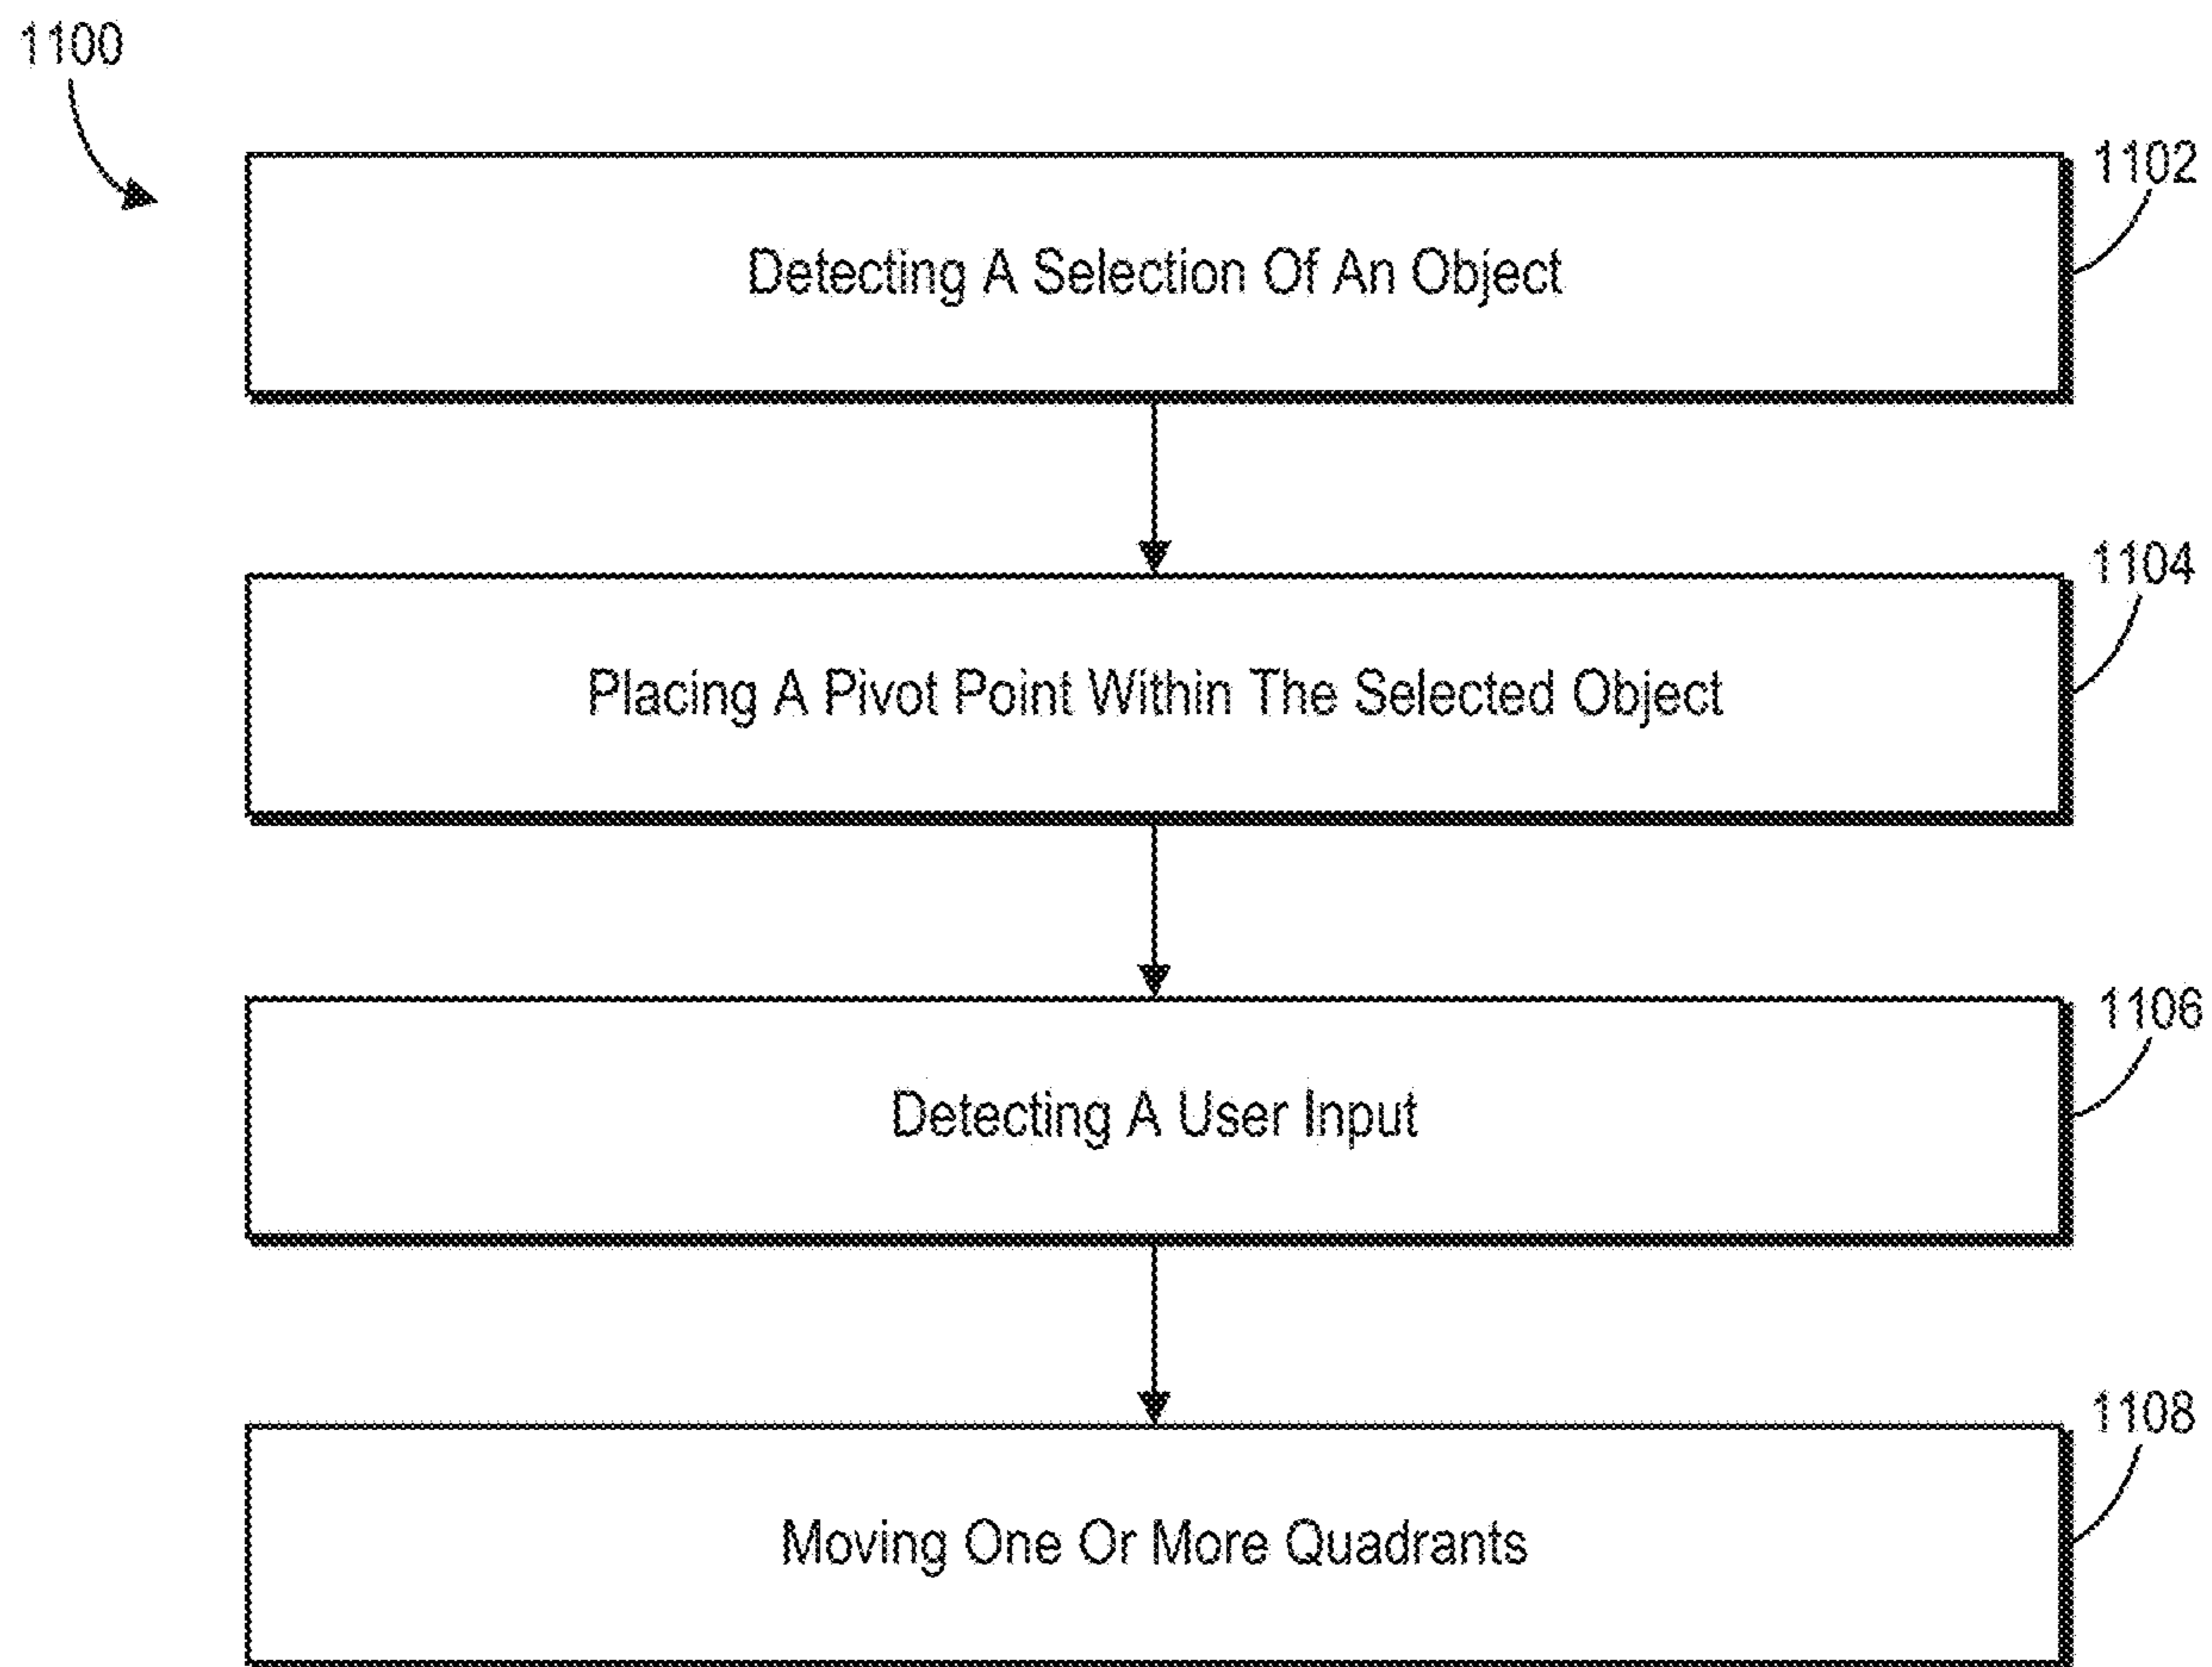 1100
1102
Detecting A Selection Of An Object
1104
Placing A Pivot Point Within The Selected Object
1106
Detecting A User Input
1108
Moving One Or More Quadrants